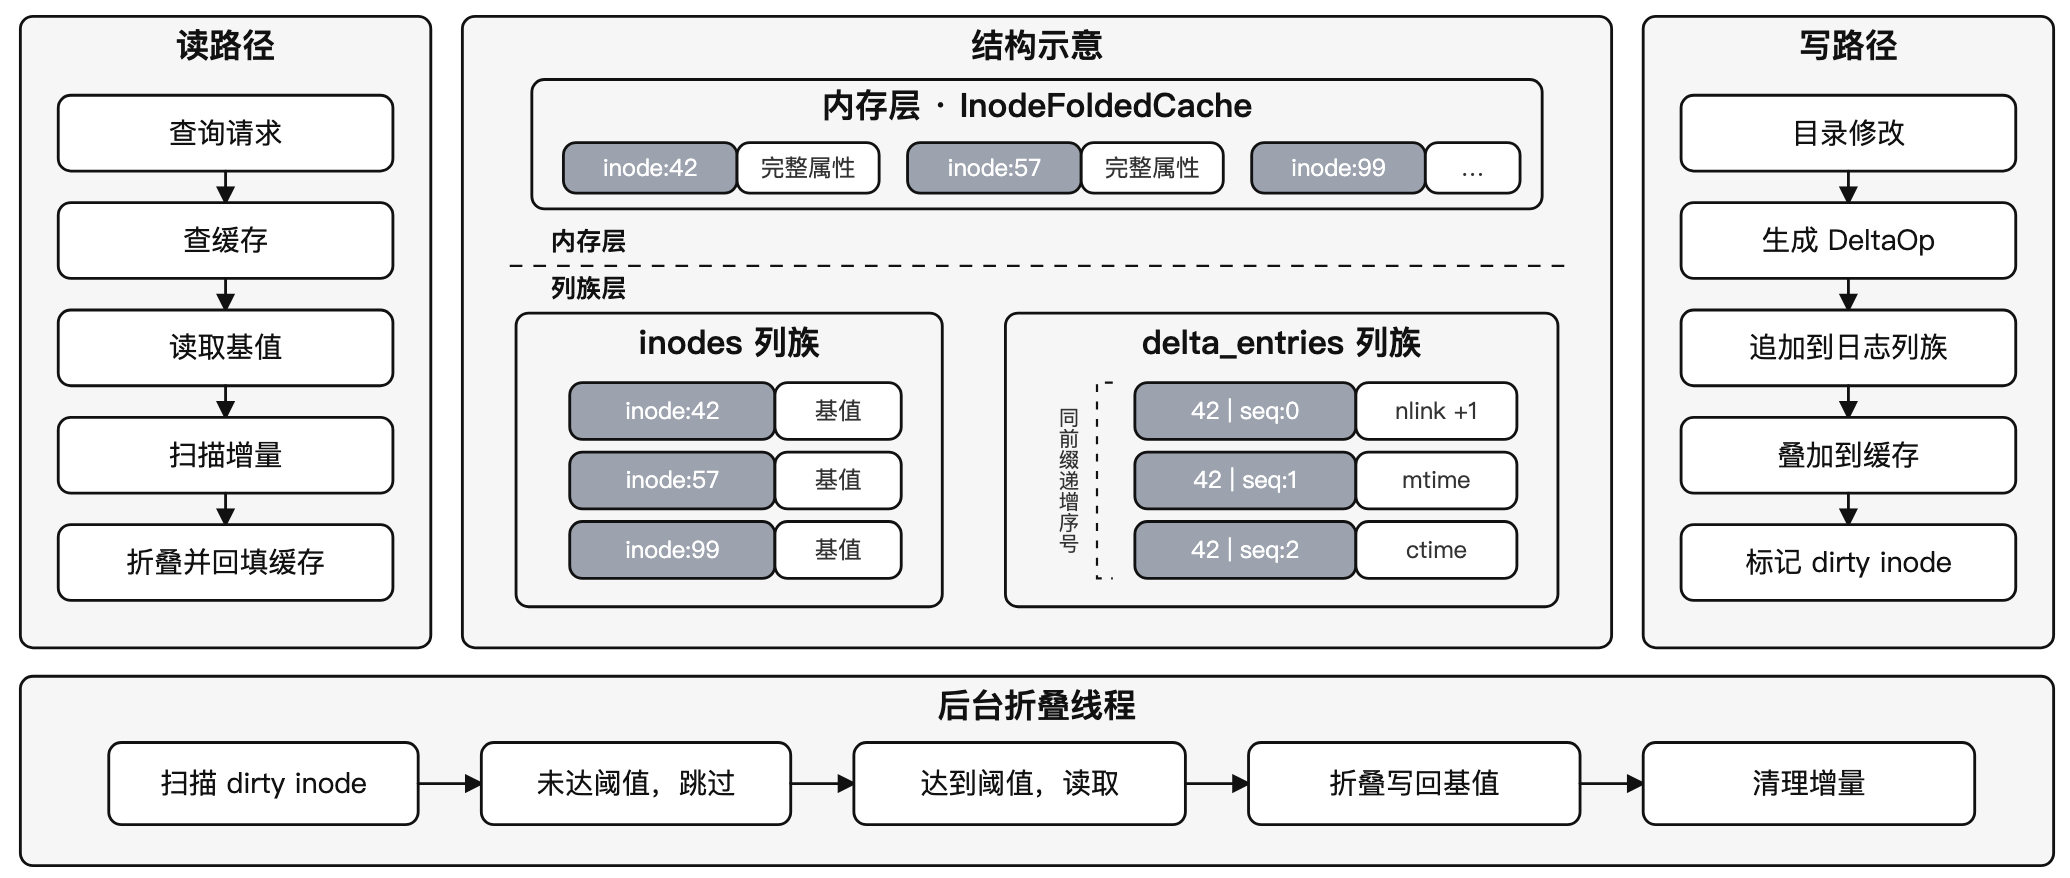 读路径
查询请求
查缓存
读取基值
扫描增量
折叠并回填缓存
结构示意
内存层 · InodeFoldedCache
inode:42 完整属性 inode:57 完整属性 inode:99 ...
内存层
列族层
inodes 列族
inode:42 基值
inode:57 基值
inode:99 基值
delta_entries 列族
同前缀递增序号
42 | seq:0 nlink +1
42 | seq:1 mtime
42 | seq:2 ctime
写路径
目录修改
生成 DeltaOp
追加到日志列族
叠加到缓存
标记 dirty inode
后台折叠线程
扫描 dirty inode
未达阈值，跳过
达到阈值，读取
折叠写回基值
清理增量